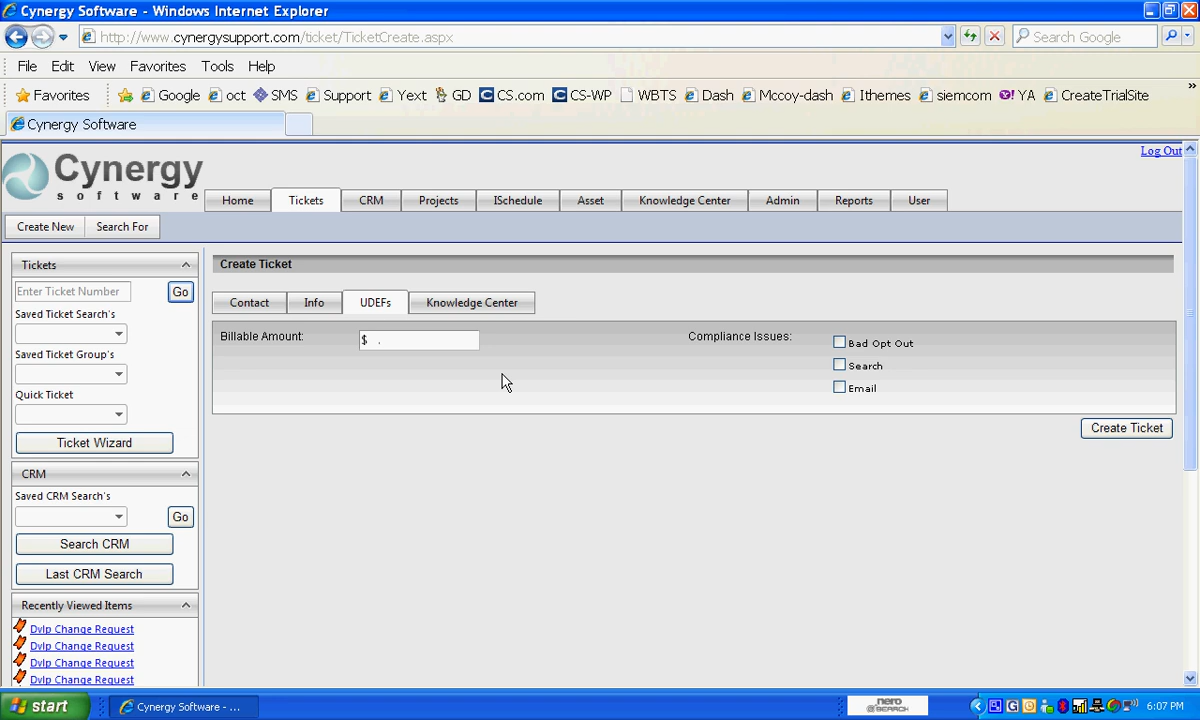 Cynergy Software - Windows Internet Explorer
http://www.cynergysupport.com/ticket/TicketCreate.aspx
Search Google
File Edit View Favorites Tools Help
Favorites Google oct SMS Support Yext GD CS.com CS-WP WBTS Dash Mccoy-dash Ithemes siemcom YA CreateTrialSite »
Cynergy Software
Log Out
Cynergy
software
Home Tickets CRM Projects ISchedule Asset Knowledge Center Admin Reports User
Create New Search For
Tickets
Enter Ticket Number Go
Saved Ticket Search's
Saved Ticket Group's
Quick Ticket
Ticket Wizard
CRM
Saved CRM Search's
Go
Search CRM
Last CRM Search
Recently Viewed Items
Dvlp Change Request
Dvlp Change Request
Dvlp Change Request
Dvlp Change Request
Create Ticket
Contact Info UDEFs Knowledge Center
Billable Amount: $ .
Compliance Issues: Bad Opt Out
Search
Email
Create Ticket
start Cynergy Software - ... nero SEARCH 6:07 PM